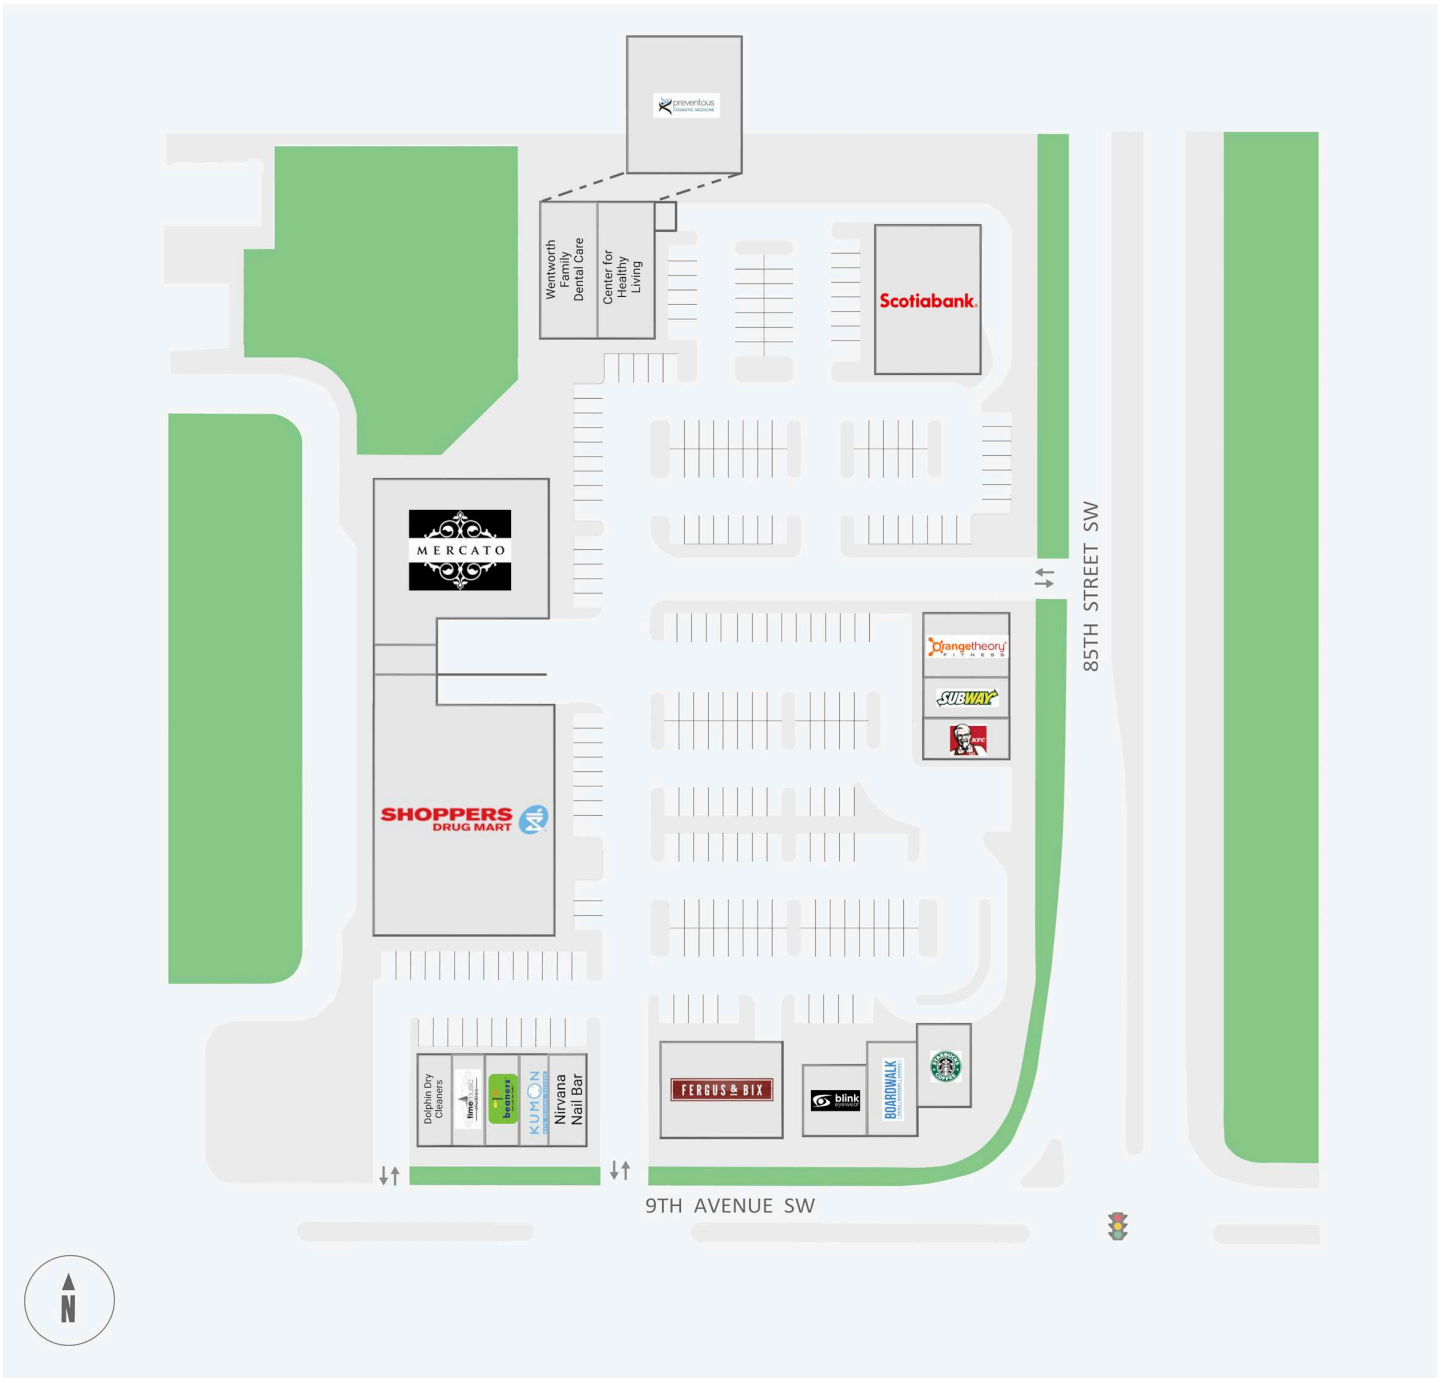 preventous
COSMETIC MEDICINE
Wentworth
Family
Dental Care
Center for
Healthy
Living
Scotiabank
MERCATO
85TH STREET SW
orangetheory
FITNESS
SUBWAY
KFC
SHOPPERS
DRUG MART
Dolphin Dry
Cleaners
beaners
KUMON
Nirvana
Nail Bar
FERGUS & BIX
blink
eyewear
BOARDWALK
STARBUCKS
COFFEE
9TH AVENUE SW
N